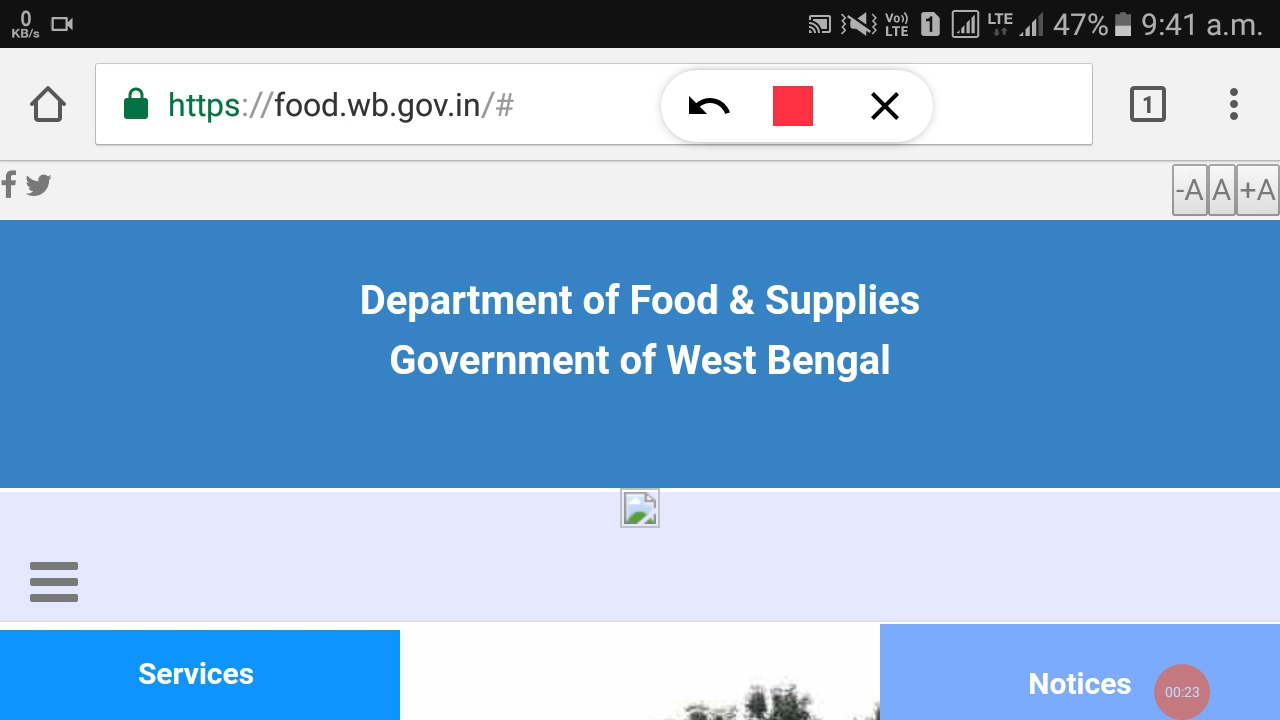 0
KB/s
Vo))
LTE
1
LTE
47%
9:41 a.m.
https://food.wb.gov.in/#
1
-A A +A
Department of Food & Supplies
Government of West Bengal
Services
Notices
00:23